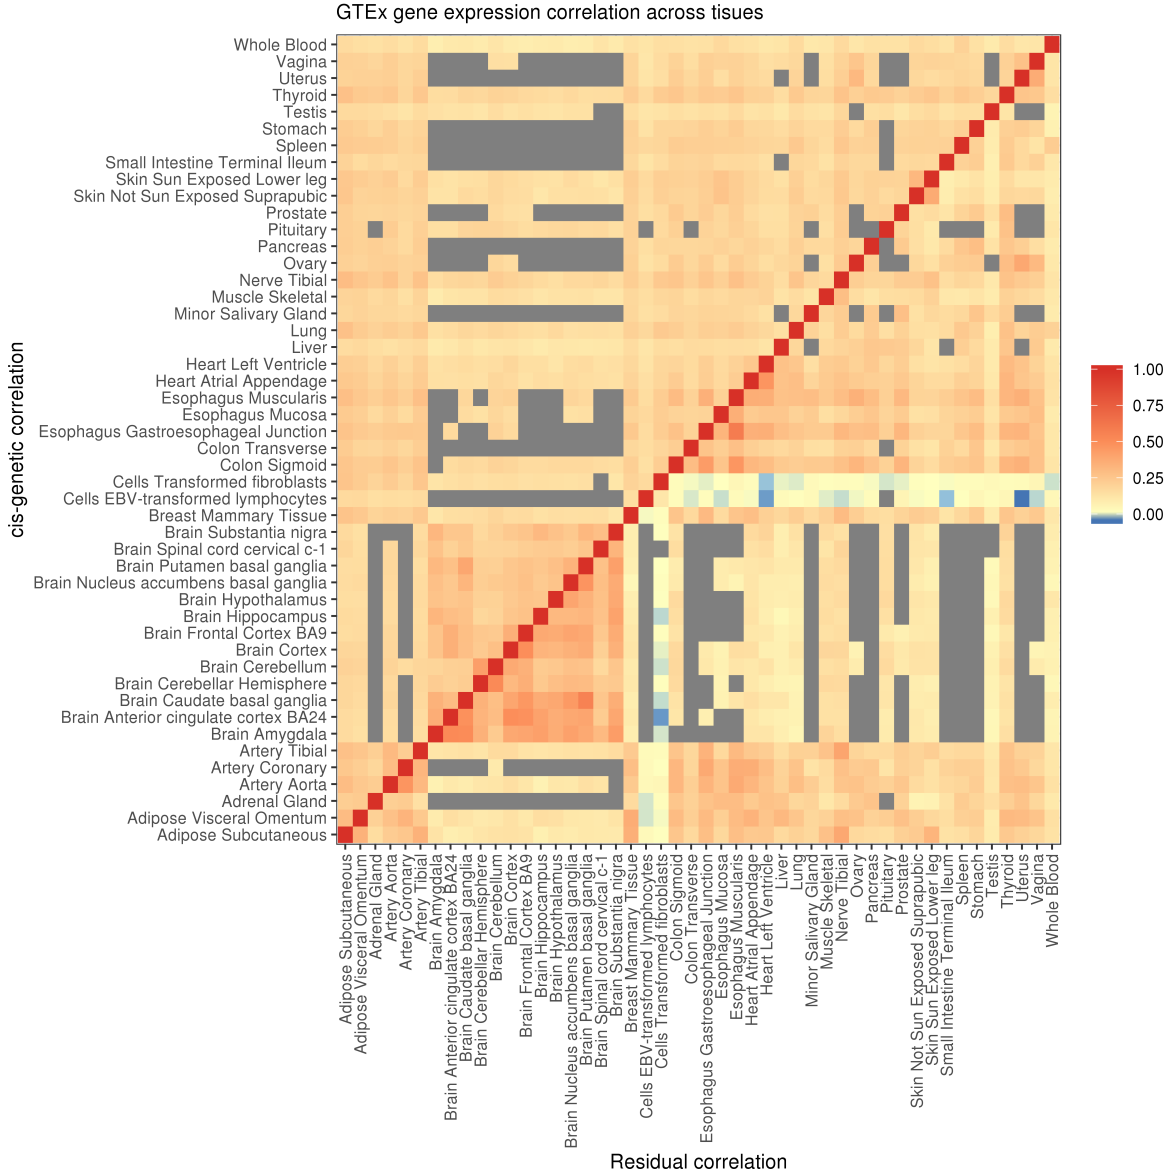 GTEx gene expression correlation across tisues
cis-genetic correlation
Whole Blood
Vagina
Uterus
Thyroid
Testis
Stomach
Spleen
Small Intestine Terminal Ileum
Skin Sun Exposed Lower leg
Skin Not Sun Exposed Suprapubic
Prostate
Pituitary
Pancreas
Ovary
Nerve Tibial
Muscle Skeletal
Minor Salivary Gland
Lung
Liver
Heart Left Ventricle
Heart Atrial Appendage
Esophagus Muscularis
Esophagus Mucosa
Esophagus Gastroesophageal Junction
Colon Transverse
Colon Sigmoid
Cells Transformed fibroblasts
Cells EBV-transformed lymphocytes
Breast Mammary Tissue
Brain Substantia nigra
Brain Spinal cord cervical c-1
Brain Putamen basal ganglia
Brain Nucleus accumbens basal ganglia
Brain Hypothalamus
Brain Hippocampus
Brain Frontal Cortex BA9
Brain Cortex
Brain Cerebellum
Brain Cerebellar Hemisphere
Brain Caudate basal ganglia
Brain Anterior cingulate cortex BA24
Brain Amygdala
Artery Tibial
Artery Coronary
Artery Aorta
Adrenal Gland
Adipose Visceral Omentum
Adipose Subcutaneous
1.00
0.75
0.50
0.25
0.00
Adipose Subcutaneous
Adipose Visceral Omentum
Adrenal Gland
Artery Aorta
Artery Coronary
Artery Tibial
Brain Amygdala
Brain Anterior cingulate cortex BA24
Brain Caudate basal ganglia
Brain Cerebellar Hemisphere
Brain Cerebellum
Brain Cortex
Brain Frontal Cortex BA9
Brain Hippocampus
Brain Hypothalamus
Brain Nucleus accumbens basal ganglia
Brain Putamen basal ganglia
Brain Spinal cord cervical c-1
Brain Substantia nigra
Breast Mammary Tissue
Cells EBV-transformed lymphocytes
Cells Transformed fibroblasts
Colon Sigmoid
Colon Transverse
Esophagus Gastroesophageal Junction
Esophagus Mucosa
Esophagus Muscularis
Heart Atrial Appendage
Heart Left Ventricle
Liver
Lung
Minor Salivary Gland
Muscle Skeletal
Nerve Tibial
Ovary
Pancreas
Pituitary
Prostate
Skin Not Sun Exposed Suprapubic
Skin Sun Exposed Lower leg
Small Intestine Terminal Ileum
Spleen
Stomach
Testis
Thyroid
Uterus
Vagina
Whole Blood
Residual correlation